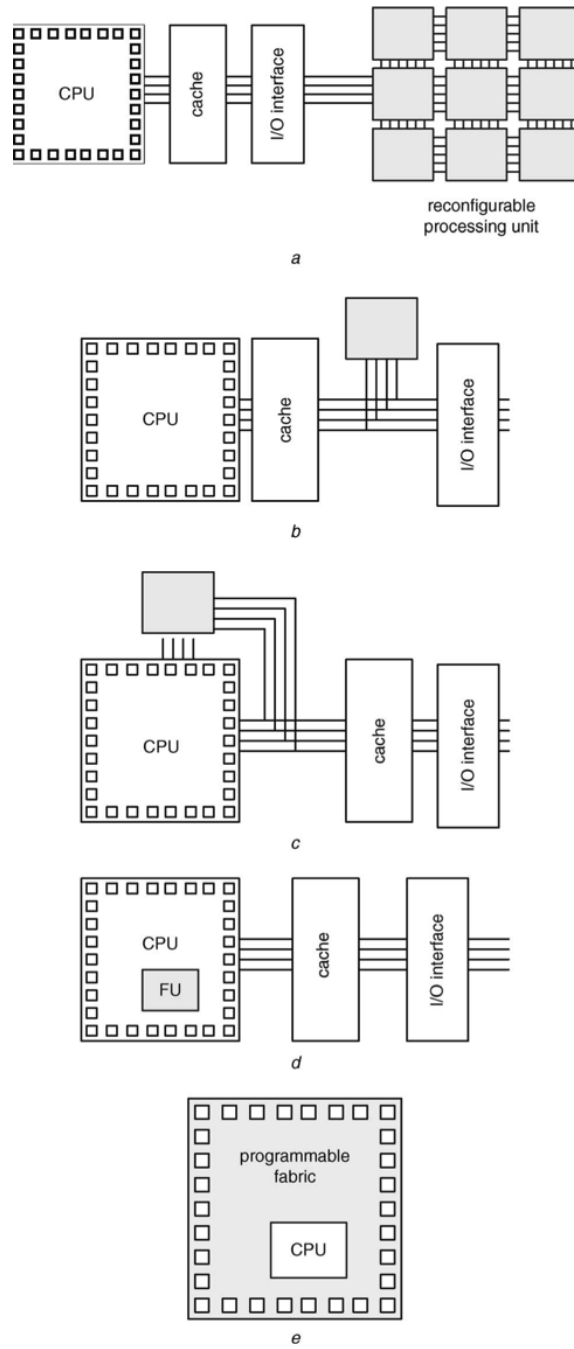 CPU
cache
I/O interface
reconfigurable
processing unit
a
b
CPU
cache
I/O interface
c
CPU
cache
I/O interface
d
CPU
FU
cache
I/O interface
programmable
fabric
CPU
e